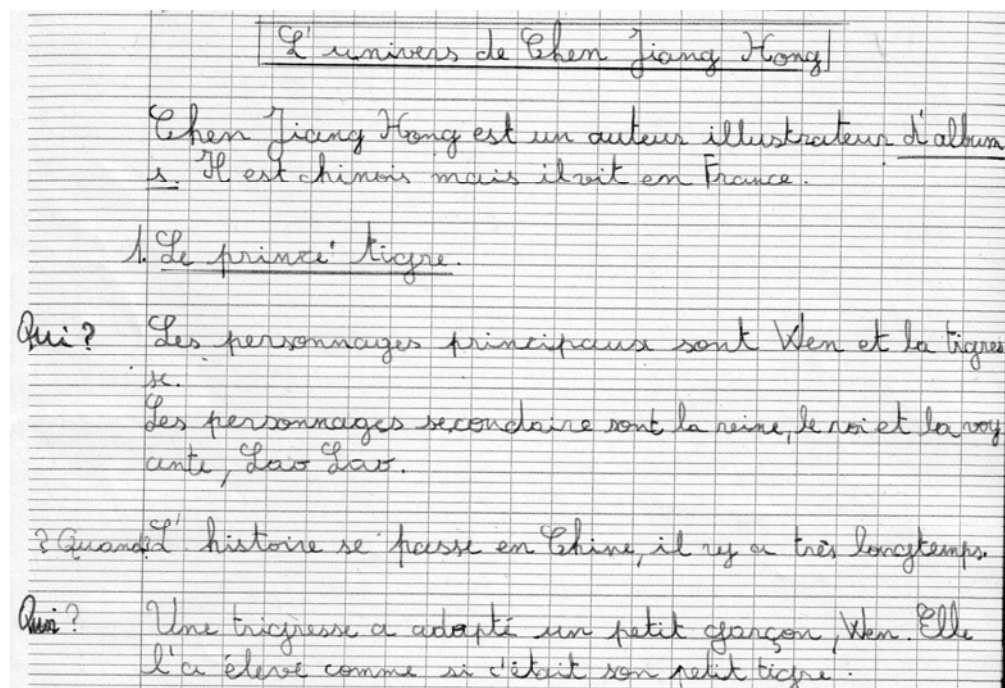 L'univers de Chen Jiang Hong
Chen Jiang Hong est un auteur illustrateur d'album
s. Il est chinois mais il vit en France.
1. Le prince tigre.
Qui? Les personnages principaux sont Wen et la tigres
se.
Les personnages secondaire sont la reine, le roi et la voy
ante, Lao Lao.
? Quand? L'histoire se passe en Chine, il y a très longtemps.
Quoi? Une trigresse a adapté un petit garçon, Wen. Elle
l'a élevé comme si c'était son petit tigre.